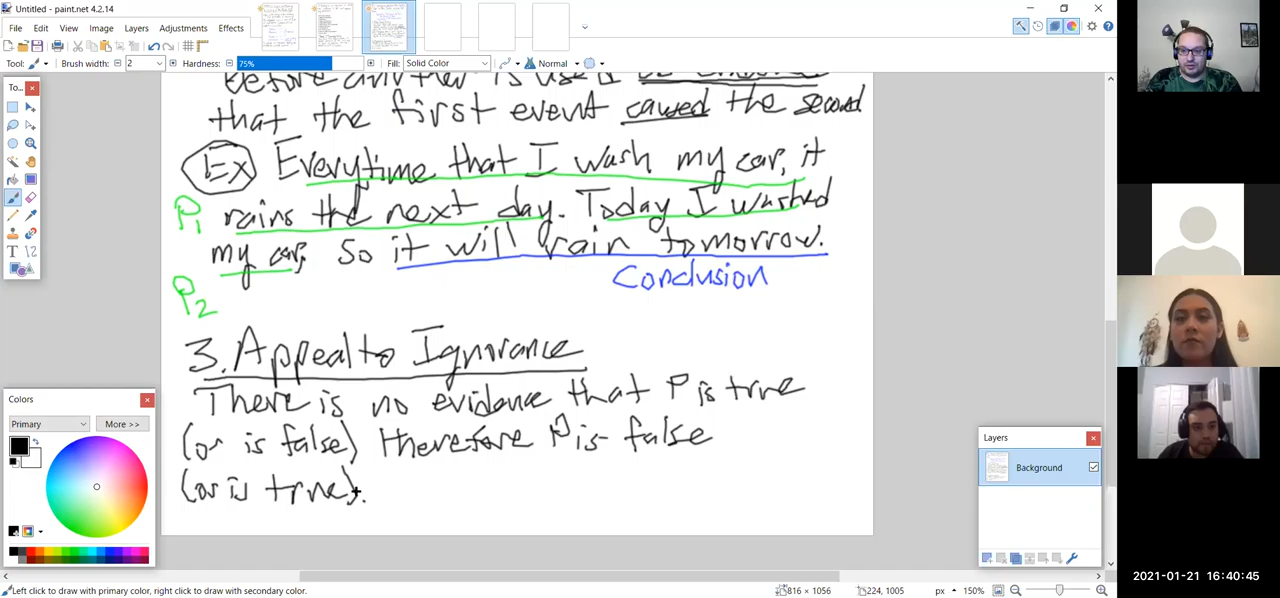 Untitled - paint.net 4.2.14
File Edit View Image Layers Adjustments Effects
Tool: Brush width: 2 Hardness: 75% Fill: Solid Color Normal
To...
that the first event caused the second
Ex Everytime that I wash my car, it
P1 rains the next day. Today I washed
my car, so it will rain tomorrow.
Conclusion
P2
3. Appeal to Ignorance
There is no evidence that P is true
(or is false) therefore P is false
(or is true).
Colors
Primary More >>
Layers
Background
2021-01-21 16:40:45
Left click to draw with primary color, right click to draw with secondary color. 816 × 1056 224, 1005 px 150%